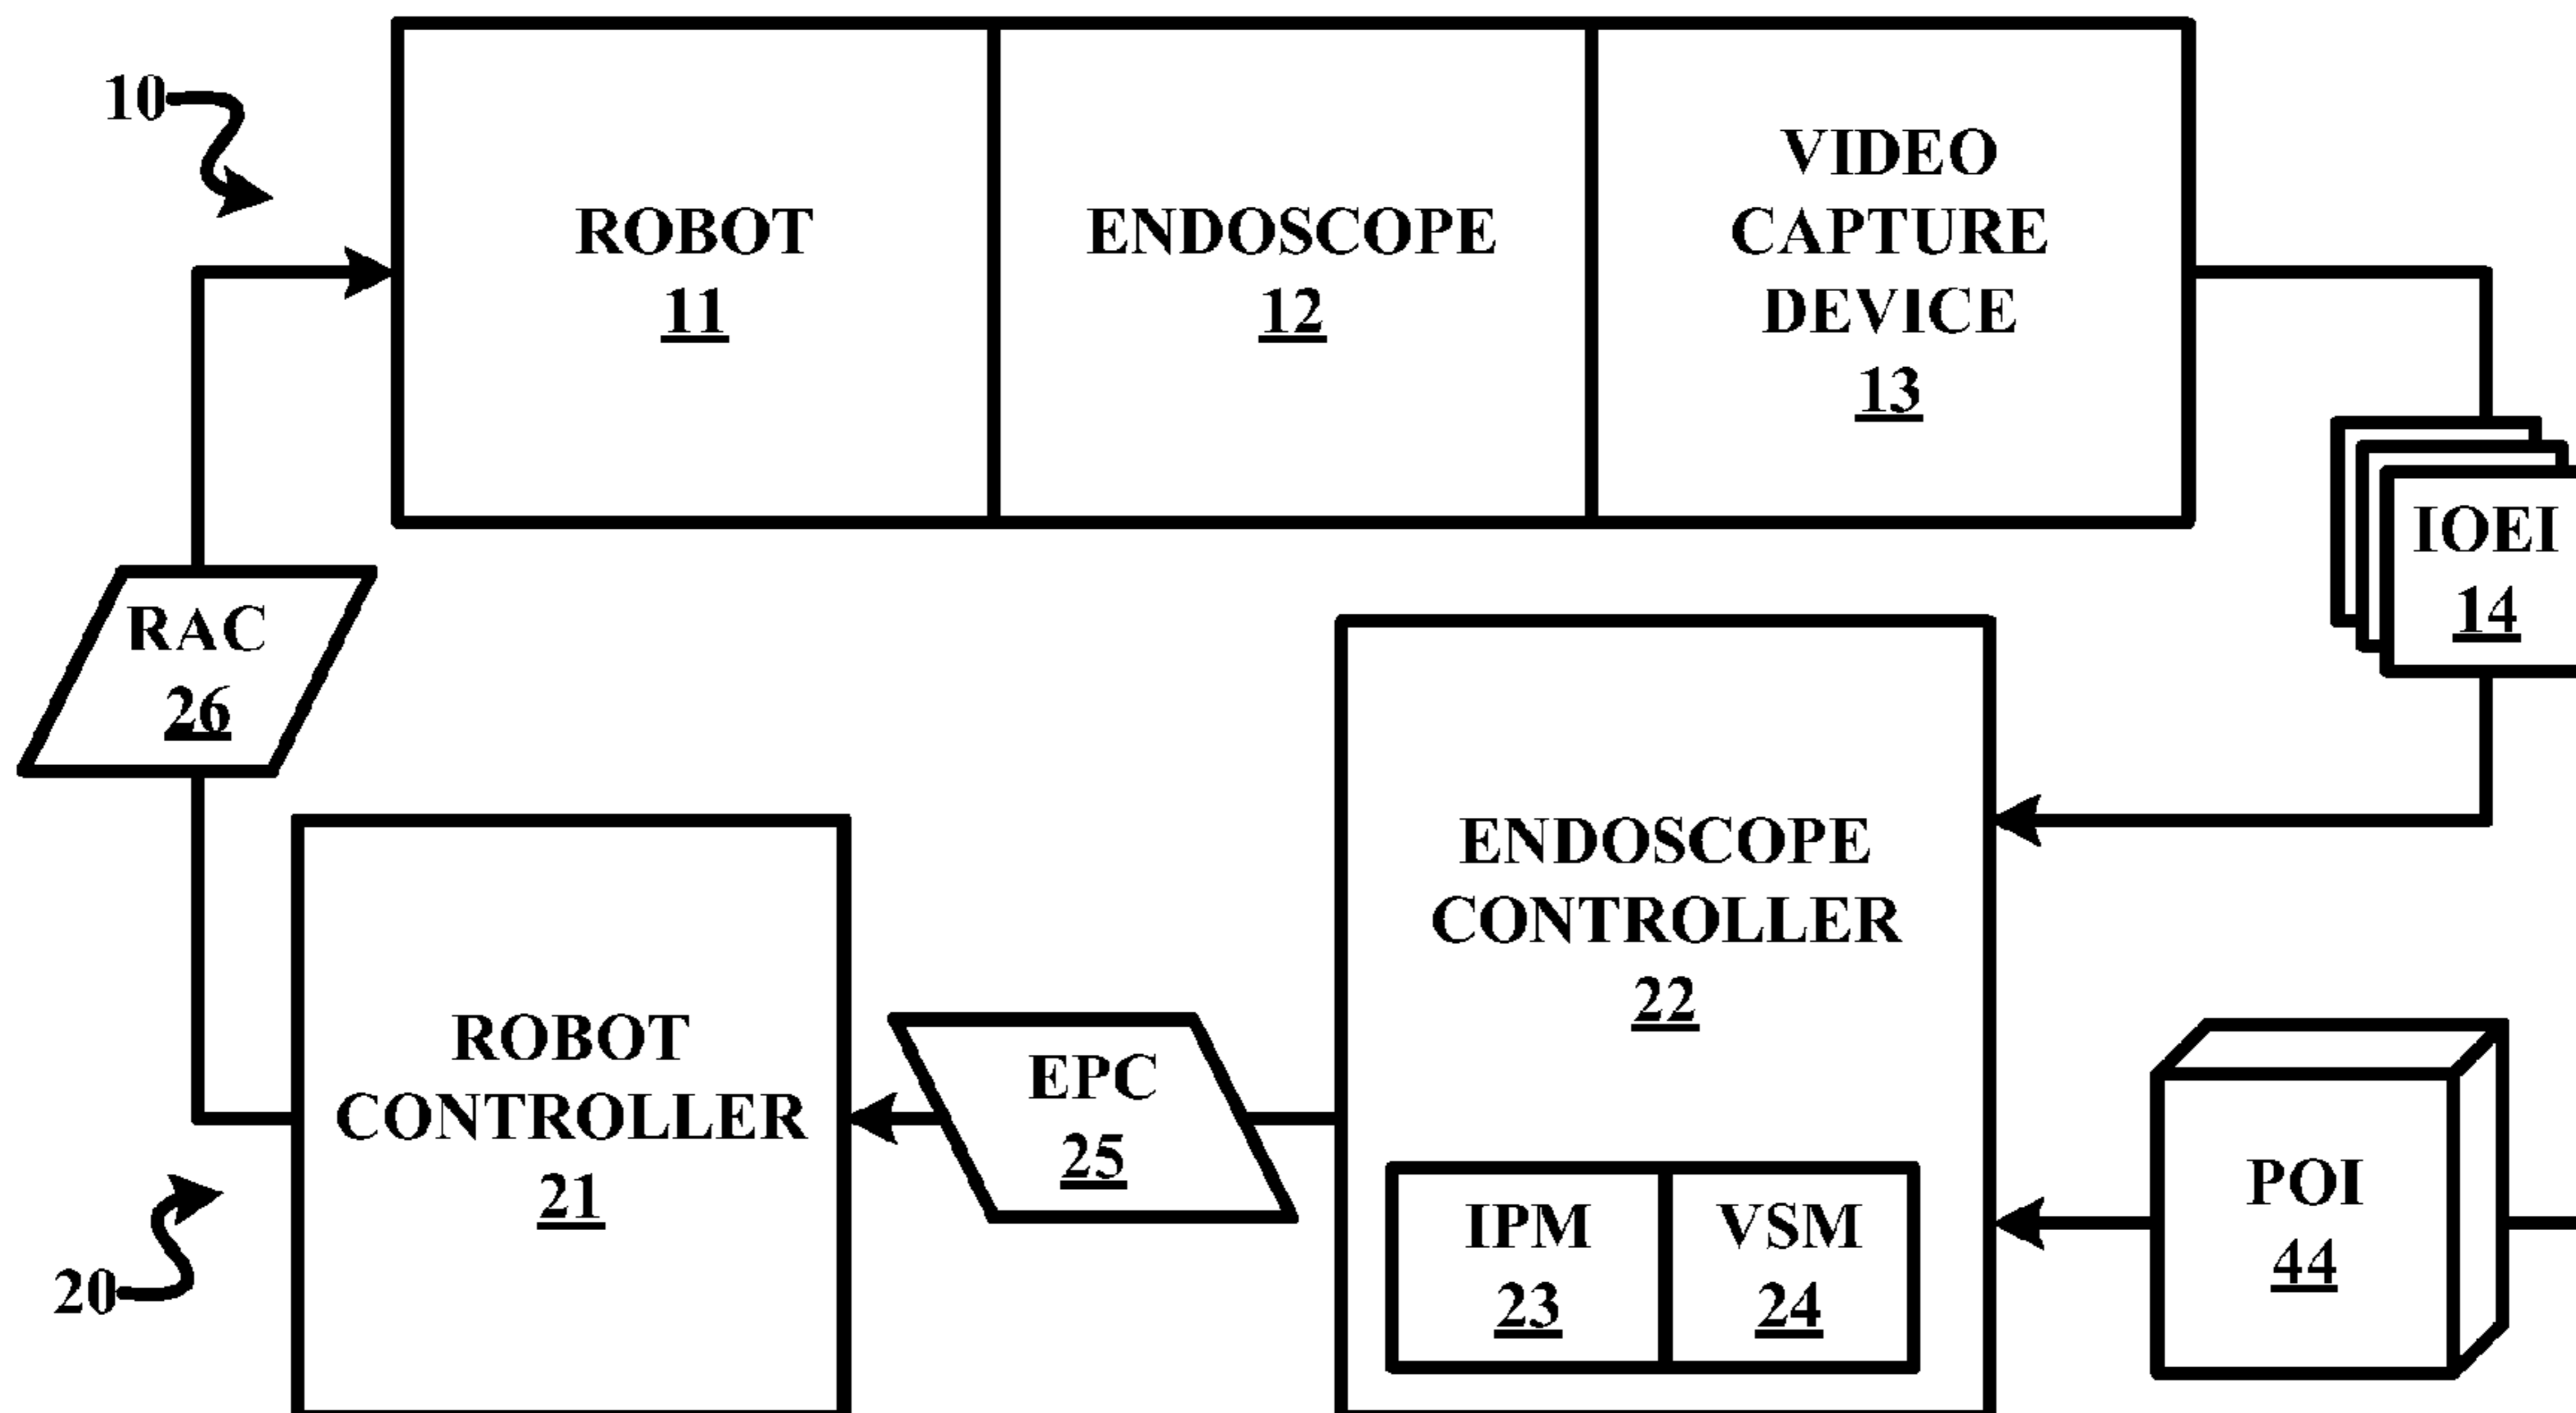 10
ROBOT
11
ENDOSCOPE
12
VIDEO
CAPTURE
DEVICE
13
IOEI
14
RAC
26
ROBOT
CONTROLLER
21
EPC
25
ENDOSCOPE
CONTROLLER
22
IPM
23
VSM
24
POI
44
20